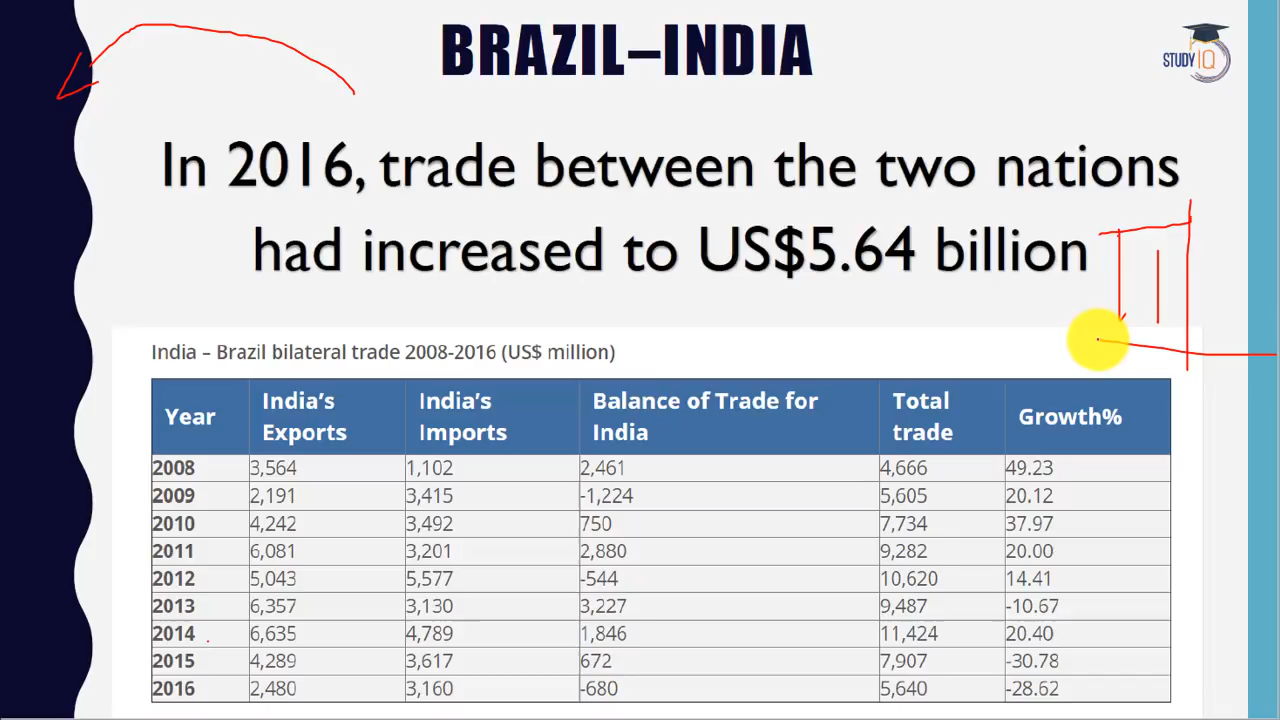 BRAZIL–INDIA
STUDY IQ
In 2016, trade between the two nations
had increased to US$5.64 billion
India – Brazil bilateral trade 2008-2016 (US$ million)
Year India's Exports India's Imports Balance of Trade for India Total trade Growth%
2008 3,564 1,102 2,461 4,666 49.23
2009 2,191 3,415 -1,224 5,605 20.12
2010 4,242 3,492 750 7,734 37.97
2011 6,081 3,201 2,880 9,282 20.00
2012 5,043 5,577 -544 10,620 14.41
2013 6,357 3,130 3,227 9,487 -10.67
2014 6,635 4,789 1,846 11,424 20.40
2015 4,289 3,617 672 7,907 -30.78
2016 2,480 3,160 -680 5,640 -28.62